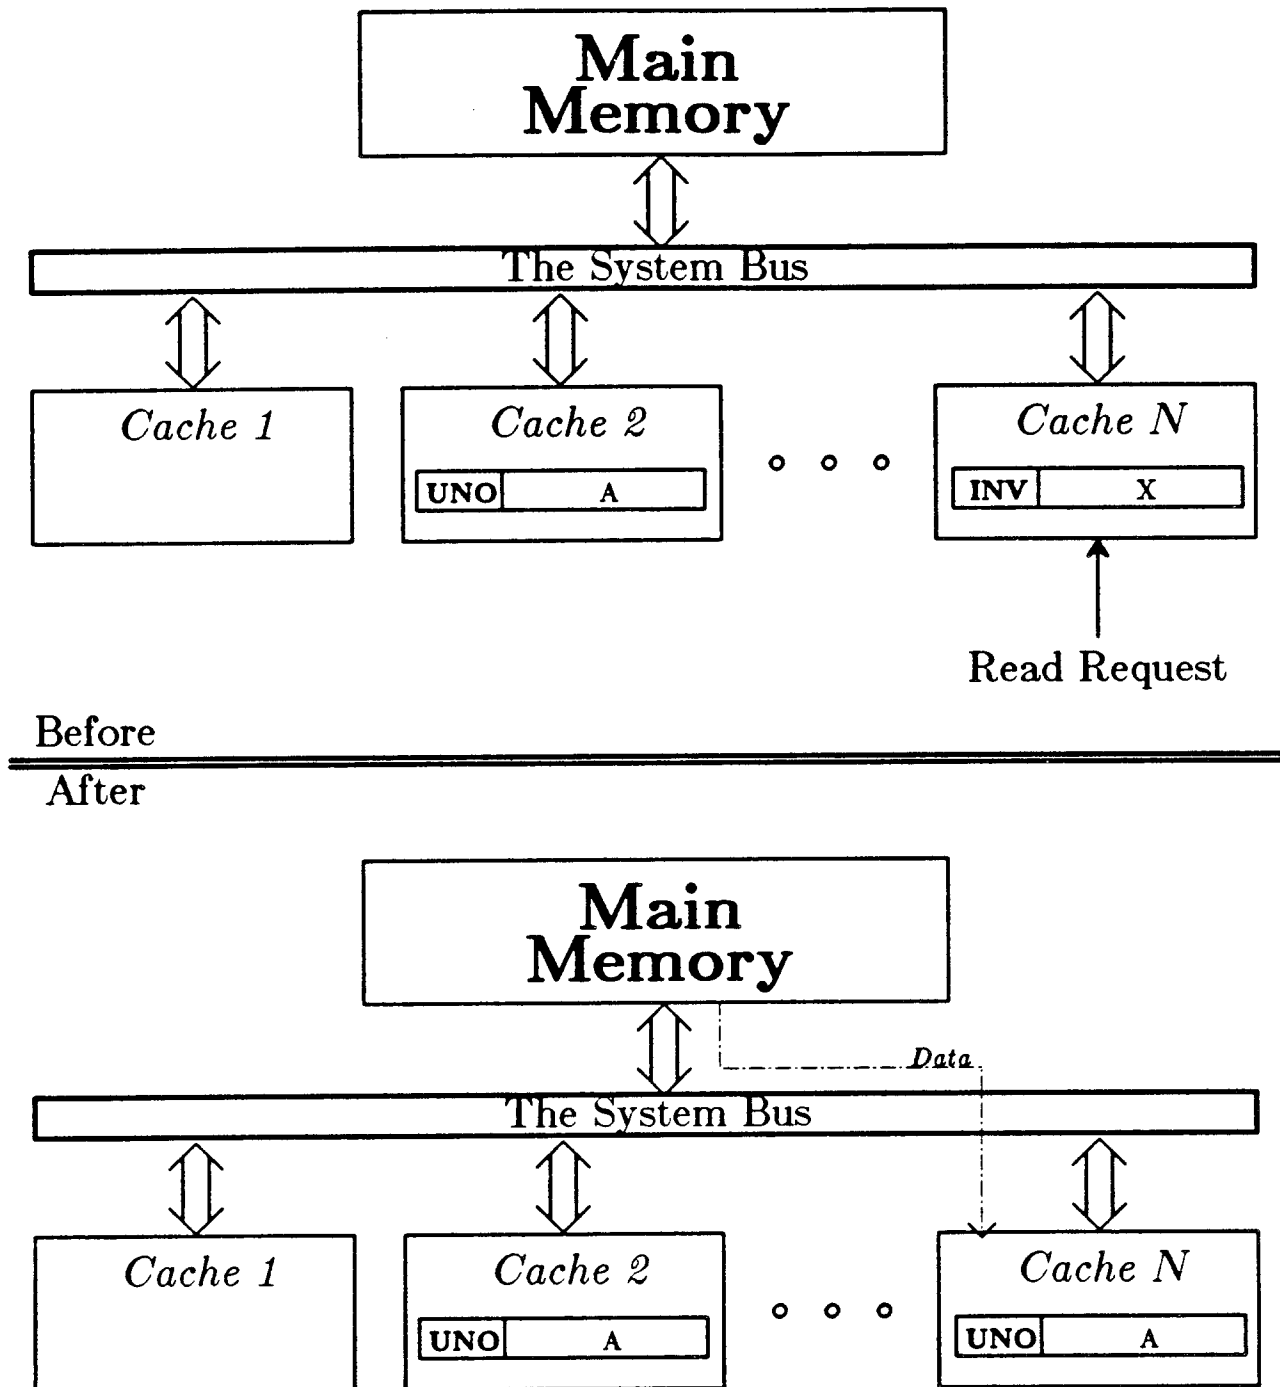 Main
Memory
The System Bus
Cache 1
Cache 2
Cache N
UNO A
INV X
Read Request
Before
After
Main
Memory
Data
The System Bus
Cache 1
Cache 2
Cache N
UNO A
UNO A